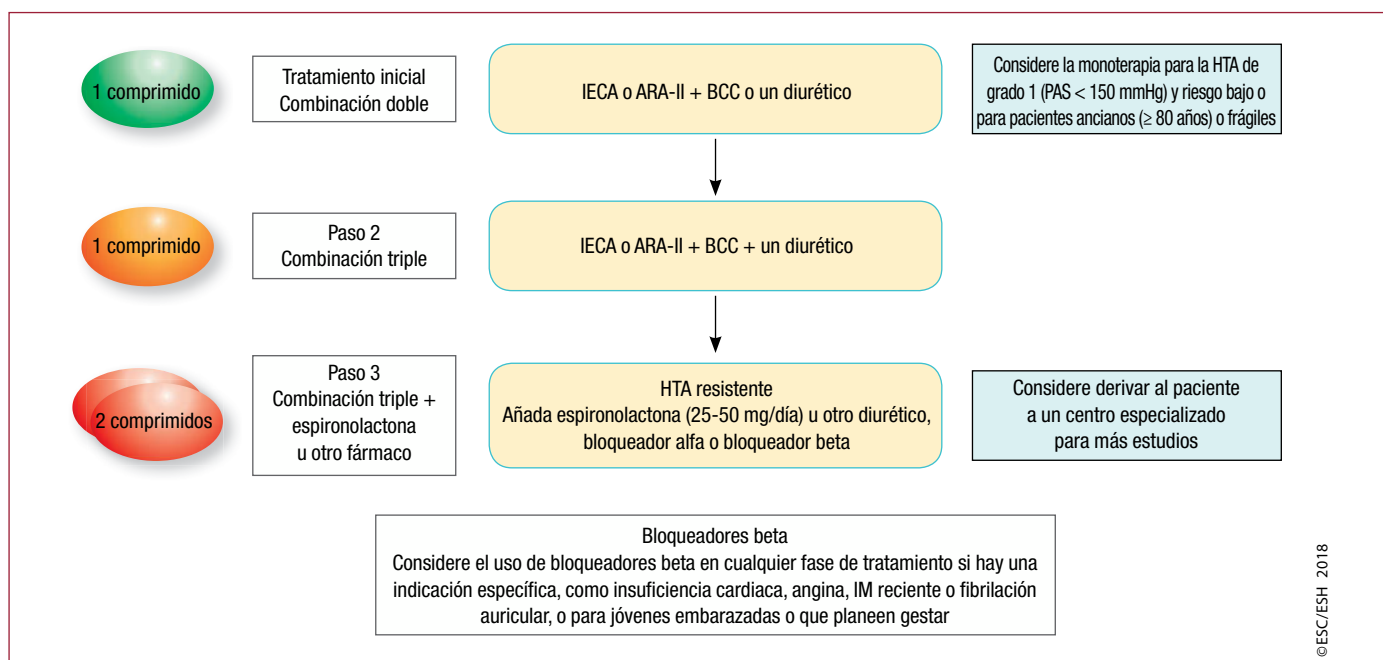 1 comprimido
Tratamiento inicial
Combinación doble
IECA o ARA-II + BCC o un diurético
Considere la monoterapia para la HTA de
grado 1 (PAS < 150 mmHg) y riesgo bajo o
para pacientes ancianos (≥ 80 años) o frágiles
1 comprimido
Paso 2
Combinación triple
IECA o ARA-II + BCC + un diurético
2 comprimidos
Paso 3
Combinación triple +
espironolactona
u otro fármaco
HTA resistente
Añada espironolactona (25-50 mg/día) u otro diurético,
bloqueador alfa o bloqueador beta
Considere derivar al paciente
a un centro especializado
para más estudios
Bloqueadores beta
Considere el uso de bloqueadores beta en cualquier fase de tratamiento si hay una
indicación específica, como insuficiencia cardiaca, angina, IM reciente o fibrilación
auricular, o para jóvenes embarazadas o que planeen gestar
©ESC/ESH 2018